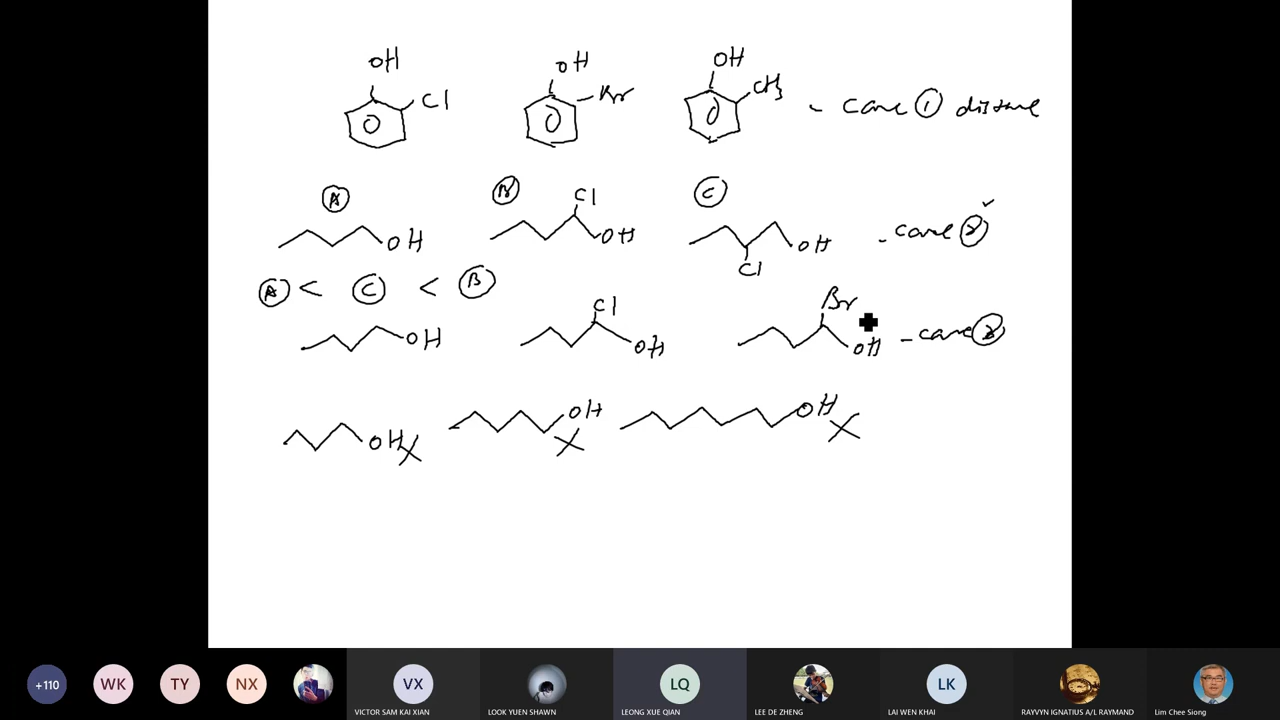 OH OH OH
Cl Br CH3 - case ① distance
Ⓐ Ⓑ Cl Ⓒ
OH OH OH - case ②
Cl
Ⓐ < Ⓒ < Ⓑ
Cl Br
OH OH OH - case ③
OH OH OH
X X X
+110 WK TY NX VX LQ LK
VICTOR SAM KAI XIAN LOOK YUEN SHAWN LEONG XUE QIAN LEE DE ZHENG LAI WEN KHAI RAYVYN IGNATIUS A/L RAYMAND Lim Chee Siong